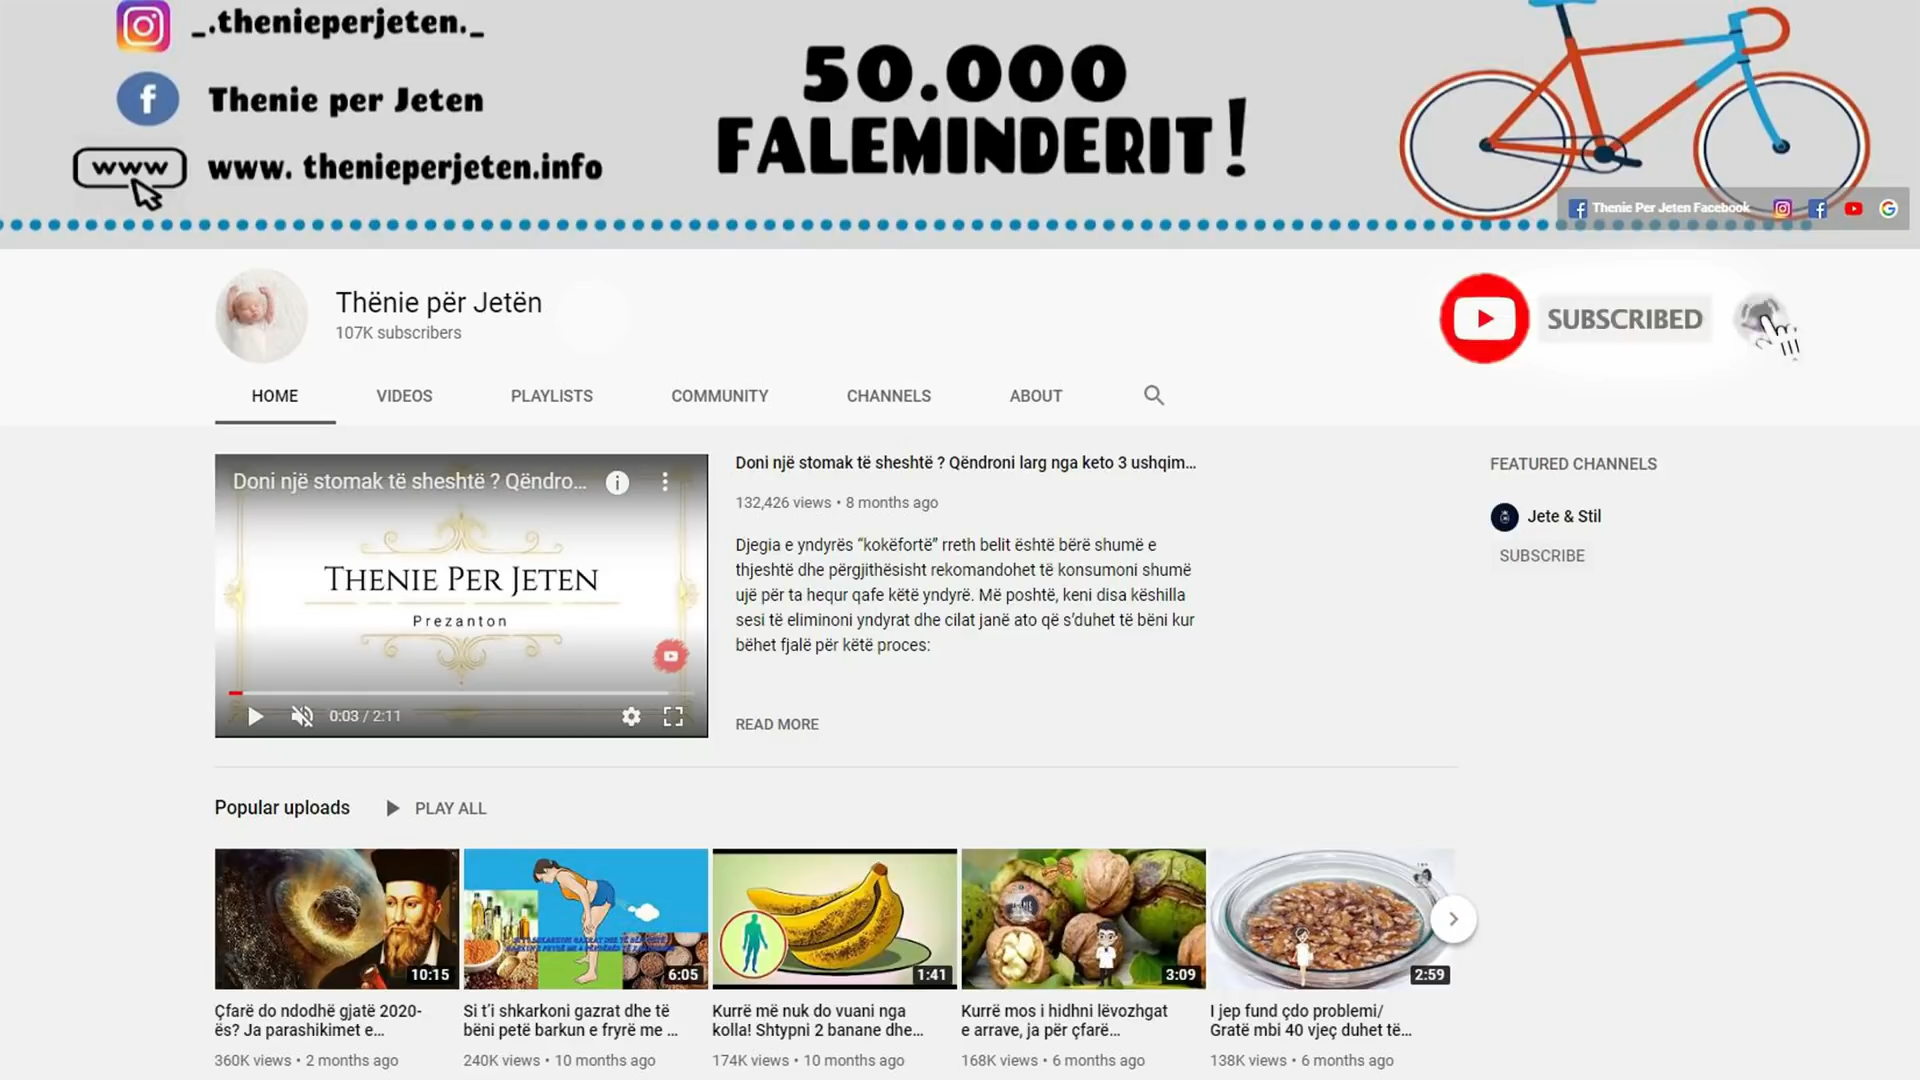 _.thenieperjeten._
Thenie per Jeten
www
www. thenieperjeten.info
50.000
FALEMINDERIT!
Thenie Per Jeten Facebook
Thënie për Jetën
107K subscribers
SUBSCRIBED
HOME
VIDEOS
PLAYLISTS
COMMUNITY
CHANNELS
ABOUT
Doni një stomak të sheshtë ? Qëndro...
THENIE PER JETEN
Prezanton
0:03 / 2:11
Doni një stomak të sheshtë ? Qëndroni larg nga keto 3 ushqim...
132,426 views • 8 months ago
Djegia e yndyrës “kokëfortë” rreth belit është bërë shumë e
thjeshtë dhe përgjithësisht rekomandohet të konsumoni shumë
ujë për ta hequr qafe këtë yndyrë. Më poshtë, keni disa këshilla
sesi të eliminoni yndyrat dhe cilat janë ato që s’duhet të bëni kur
bëhet fjalë për këtë proces:
READ MORE
FEATURED CHANNELS
Jete & Stil
SUBSCRIBE
Popular uploads
PLAY ALL
10:15
Çfarë do ndodhë gjatë 2020-
ës? Ja parashikimet e...
360K views • 2 months ago
6:05
Si t’i shkarkoni gazrat dhe të
bëni petë barkun e fryrë me ...
240K views • 10 months ago
1:41
Kurrë më nuk do vuani nga
kolla! Shtypni 2 banane dhe...
174K views • 10 months ago
3:09
Kurrë mos i hidhni lëvozhgat
e arrave, ja për çfarë...
168K views • 6 months ago
2:59
I jep fund çdo problemi/
Gratë mbi 40 vjeç duhet të...
138K views • 6 months ago